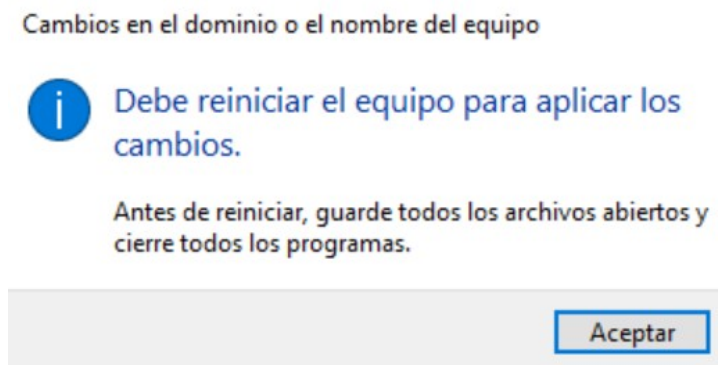 Cambios en el dominio o el nombre del equipo
Debe reiniciar el equipo para aplicar los
cambios.
Antes de reiniciar, guarde todos los archivos abiertos y
cierre todos los programas.
Aceptar